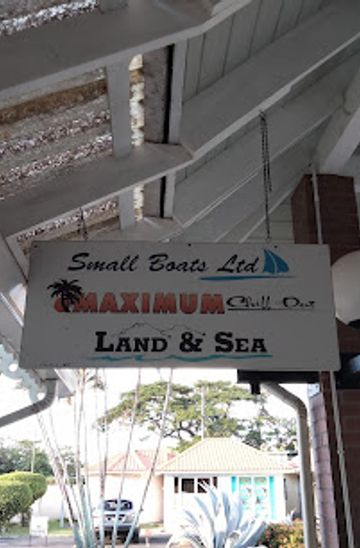 Small Boats Ltd
MAXIMUM Chill-Out
LAND & SEA